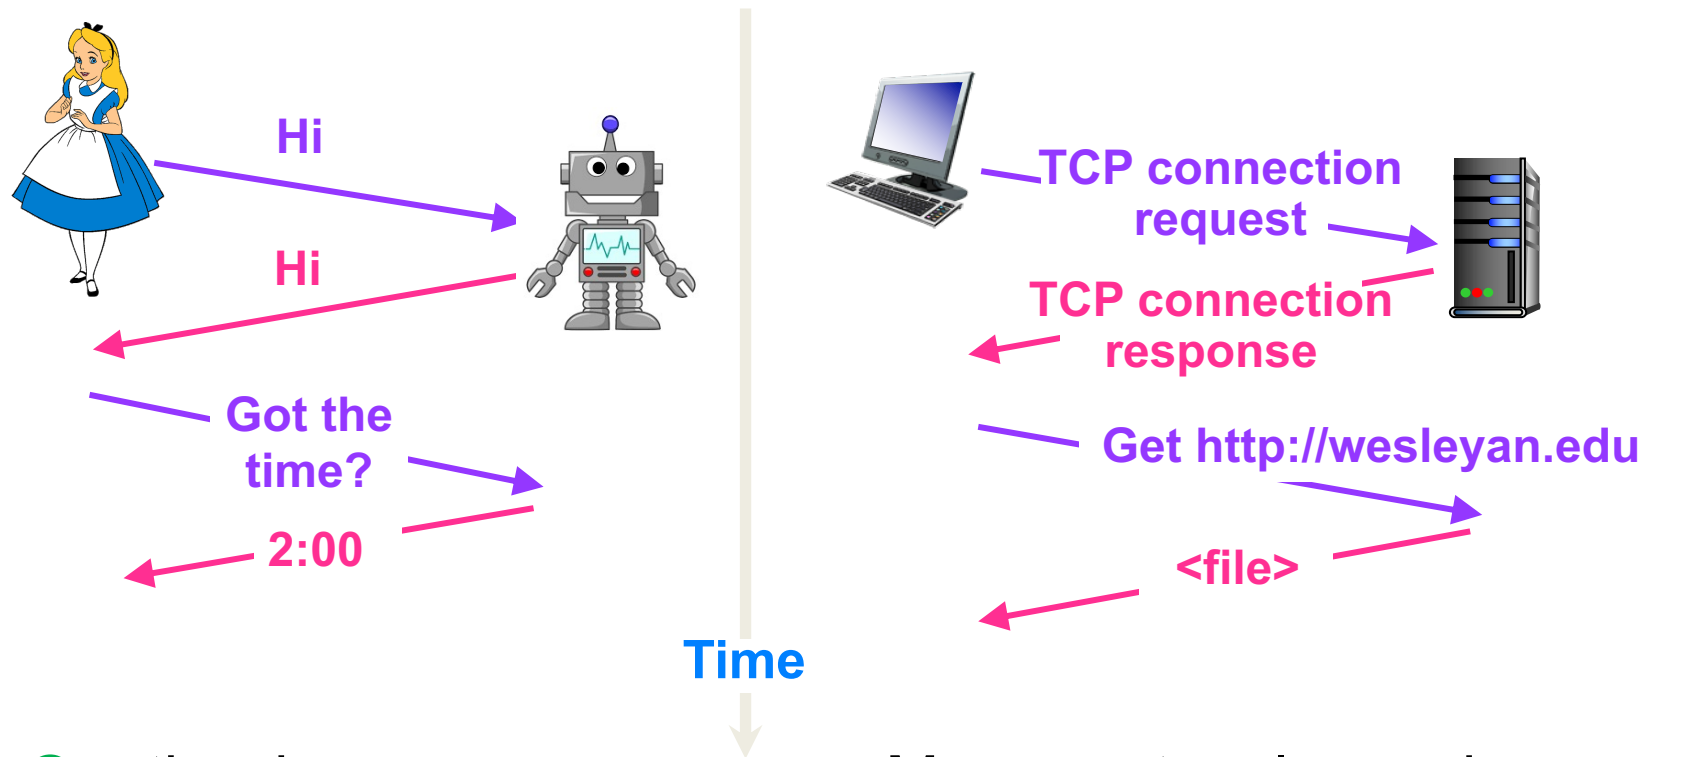 Hi
Hi
Got the
time?
2:00
TCP connection
request
TCP connection
response
Get http://wesleyan.edu
<file>
Time